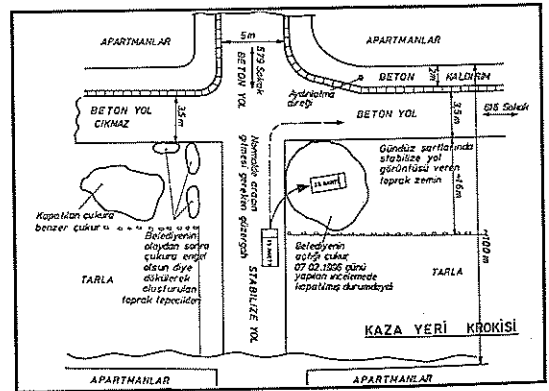 APARTMANLAR
5m
APARTMANLAR
579 Sokak
BETON YOL
BETON
2m
KALDIRIM
Aydınlatma
direği
BETON YOL
ÇIKMAZ
3.5m
BETON YOL
3.5m
616 Sokak
Normalde aracın
gitmesi gereken güzergah
Gündüz şartlarında
stabilize yol
görüntüsü veren
toprak zemin
~16m
Kapatılan çukura
benzer çukur
Belediyenin
olaydan sonra
çukura engel
olsun diye
dökülerek
oluşturulan
toprak tepecikleri
STABILIZE YOL
Belediyenin
açtığı çukur,
07.02.1996 günü
yapılan incelemede
kapatılmış durumdaydı
~100m
TARLA
TARLA
KAZA YERİ KROKİSİ
APARTMANLAR
APARTMANLAR